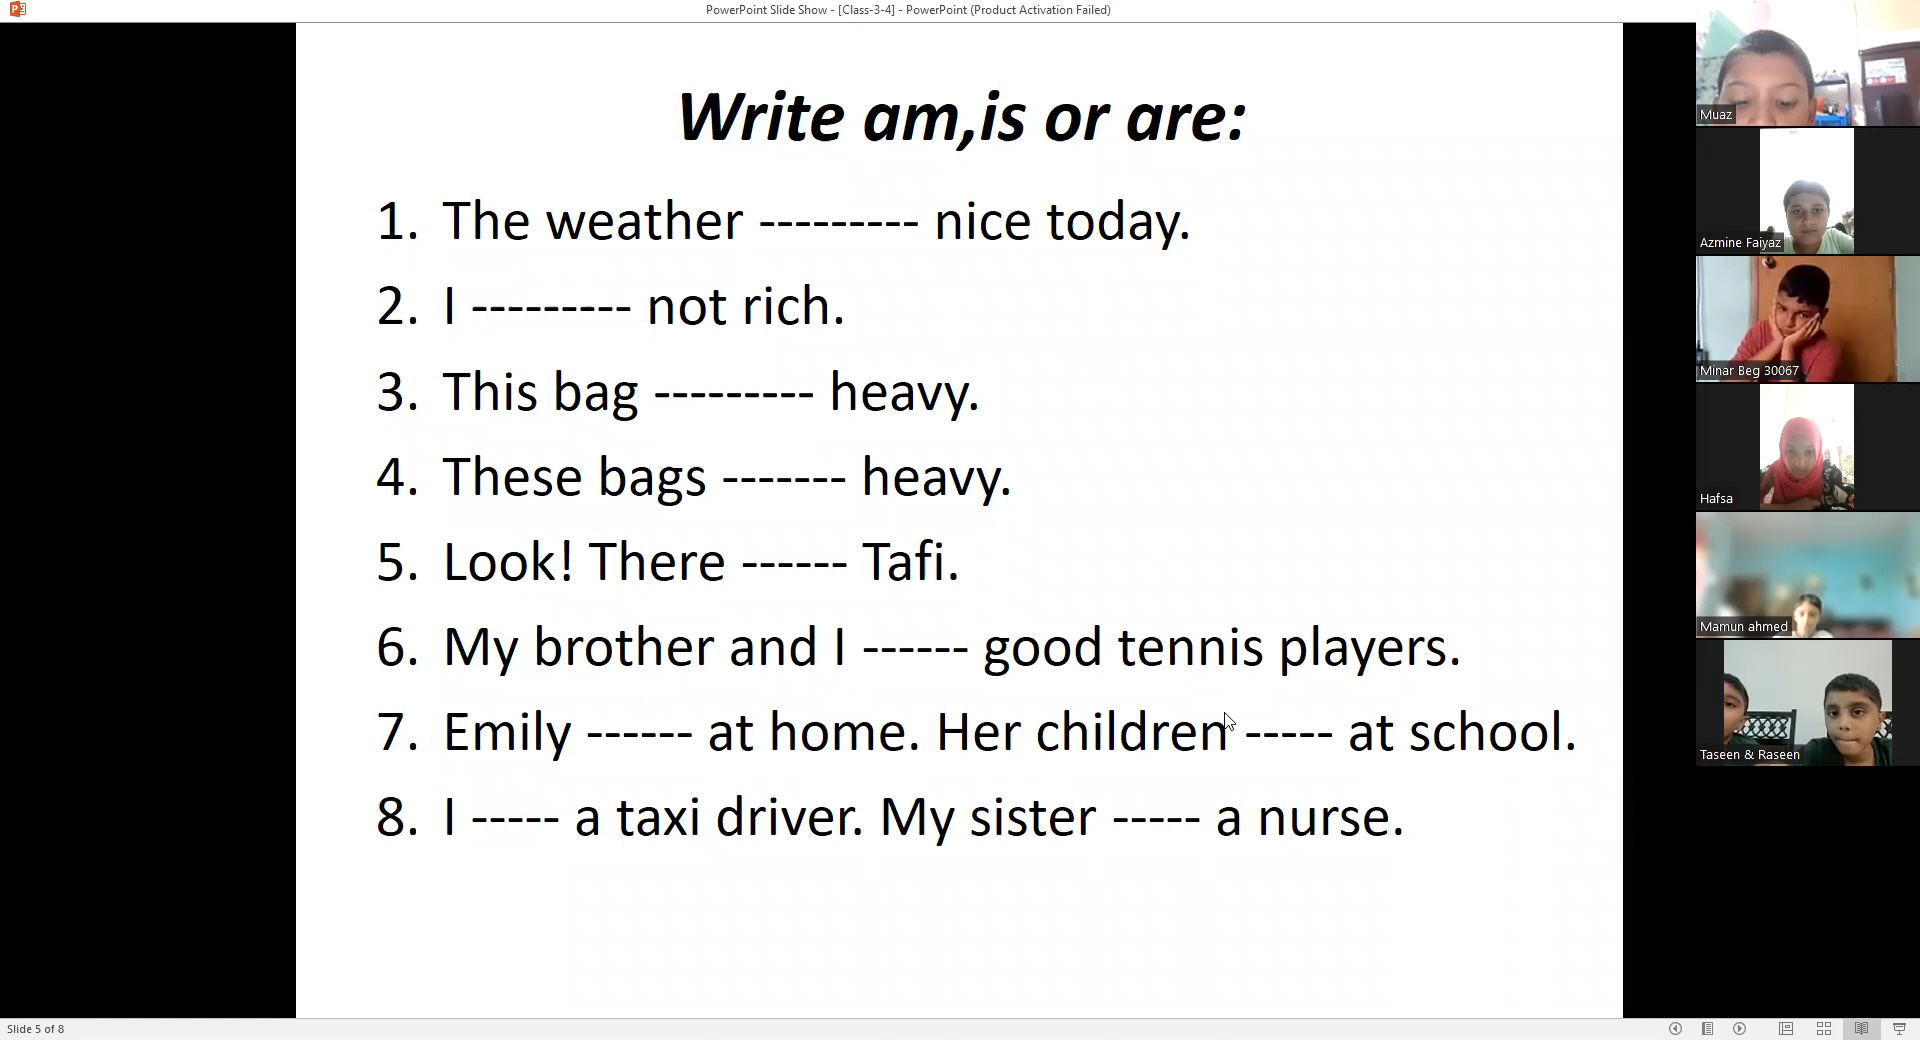 PowerPoint Slide Show - [Class-3-4] - PowerPoint (Product Activation Failed)
Write am,is or are:
1. The weather --------- nice today.
2. I --------- not rich.
3. This bag --------- heavy.
4. These bags ------- heavy.
5. Look! There ------ Tafi.
6. My brother and I ------ good tennis players.
7. Emily ------ at home. Her children ----- at school.
8. I ----- a taxi driver. My sister ----- a nurse.
Muaz
Azmine Faiyaz
Minar Beg 30067
Hafsa
Mamun ahmed
Taseen & Raseen
Slide 5 of 8